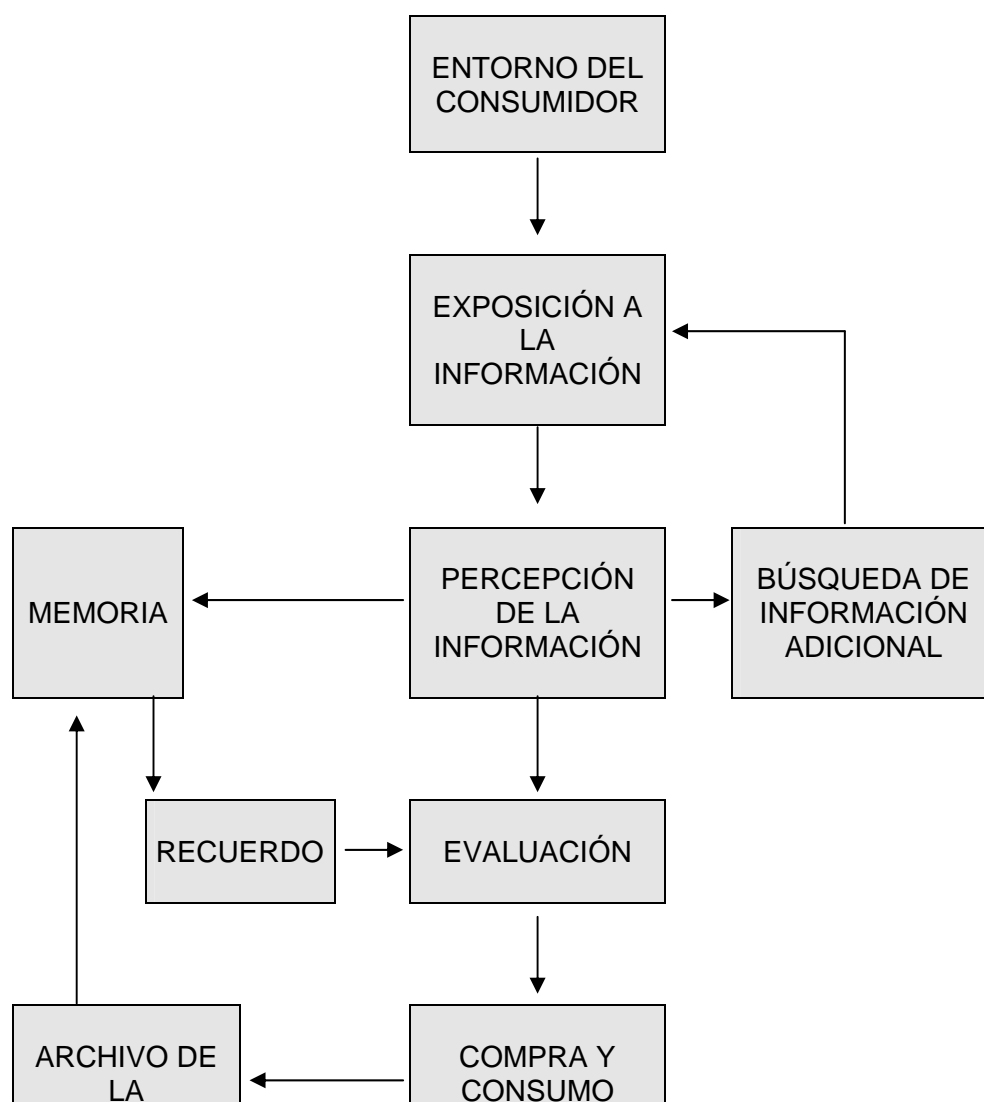 ENTORNO DEL
CONSUMIDOR
EXPOSICIÓN A
LA
INFORMACIÓN
MEMORIA
PERCEPCIÓN
DE LA
INFORMACIÓN
BÚSQUEDA DE
INFORMACIÓN
ADICIONAL
RECUERDO
EVALUACIÓN
ARCHIVO DE
LA
COMPRA Y
CONSUMO